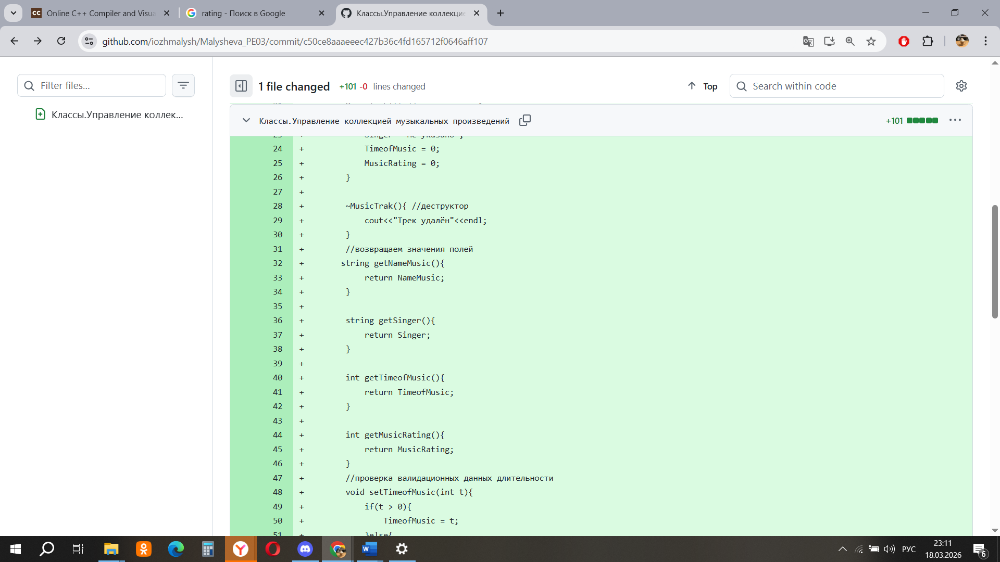 Online C++ Compiler and Visua
rating - Поиск в Google
Классы.Управление коллекцие
github.com/iozhmalysh/Malysheva_PE03/commit/c50ce8aaaeeec427b36c4fd165712f0646aff107
Filter files...
1 file changed +101 -0 lines changed
Top
Search within code
Классы.Управление коллек...
Классы.Управление коллекцией музыкальных произведений
+101
24 + TimeofMusic = 0;
25 + MusicRating = 0;
26 + }
27 +
28 + ~MusicTrak(){ //деструктор
29 + cout<<"Трек удалён"<<endl;
30 + }
31 + //возвращаем значения полей
32 + string getNameMusic(){
33 + return NameMusic;
34 + }
35 +
36 + string getSinger(){
37 + return Singer;
38 + }
39 +
40 + int getTimeofMusic(){
41 + return TimeofMusic;
42 + }
43 +
44 + int getMusicRating(){
45 + return MusicRating;
46 + }
47 + //проверка валидационных данных длительности
48 + void setTimeofMusic(int t){
49 + if(t > 0){
50 + TimeofMusic = t;
51 + }else{
РУС
23:11
18.03.2026
6